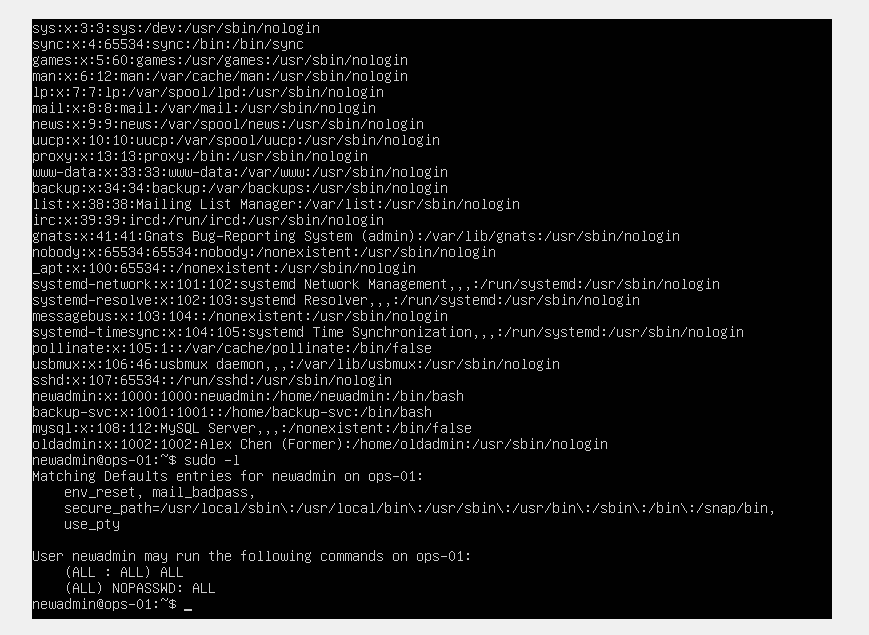 sys:x:3:3:sys:/dev:/usr/sbin/nologin
sync:x:4:65534:sync:/bin:/bin/sync
games:x:5:60:games:/usr/games:/usr/sbin/nologin
man:x:6:12:man:/var/cache/man:/usr/sbin/nologin
lp:x:7:7:lp:/var/spool/lpd:/usr/sbin/nologin
mail:x:8:8:mail:/var/mail:/usr/sbin/nologin
news:x:9:9:news:/var/spool/news:/usr/sbin/nologin
uucp:x:10:10:uucp:/var/spool/uucp:/usr/sbin/nologin
proxy:x:13:13:proxy:/bin:/usr/sbin/nologin
www-data:x:33:33:www-data:/var/www:/usr/sbin/nologin
backup:x:34:34:backup:/var/backups:/usr/sbin/nologin
list:x:38:38:Mailing List Manager:/var/list:/usr/sbin/nologin
irc:x:39:39:ircd:/run/ircd:/usr/sbin/nologin
gnats:x:41:41:Gnats Bug-Reporting System (admin):/var/lib/gnats:/usr/sbin/nologin
nobody:x:65534:65534:nobody:/nonexistent:/usr/sbin/nologin
_apt:x:100:65534::/nonexistent:/usr/sbin/nologin
systemd-network:x:101:102:systemd Network Management,,,:/run/systemd:/usr/sbin/nologin
systemd-resolve:x:102:103:systemd Resolver,,,:/run/systemd:/usr/sbin/nologin
messagebus:x:103:104::/nonexistent:/usr/sbin/nologin
systemd-timesync:x:104:105:systemd Time Synchronization,,,:/run/systemd:/usr/sbin/nologin
pollinate:x:105:1::/var/cache/pollinate:/bin/false
usbmux:x:106:46:usbmux daemon,,,:/var/lib/usbmux:/usr/sbin/nologin
sshd:x:107:65534::/run/sshd:/usr/sbin/nologin
newadmin:x:1000:1000:newadmin:/home/newadmin:/bin/bash
backup-svc:x:1001:1001::/home/backup-svc:/bin/bash
mysql:x:108:112:MySQL Server,,,:/nonexistent:/bin/false
oldadmin:x:1002:1002:Alex Chen (Former):/home/oldadmin:/usr/sbin/nologin
newadmin@ops-01:~$ sudo -l
Matching Defaults entries for newadmin on ops-01:
    env_reset, mail_badpass,
    secure_path=/usr/local/sbin\:/usr/local/bin\:/usr/sbin\:/usr/bin\:/sbin\:/bin\:/snap/bin,
    use_pty

User newadmin may run the following commands on ops-01:
    (ALL : ALL) ALL
    (ALL) NOPASSWD: ALL
newadmin@ops-01:~$ _